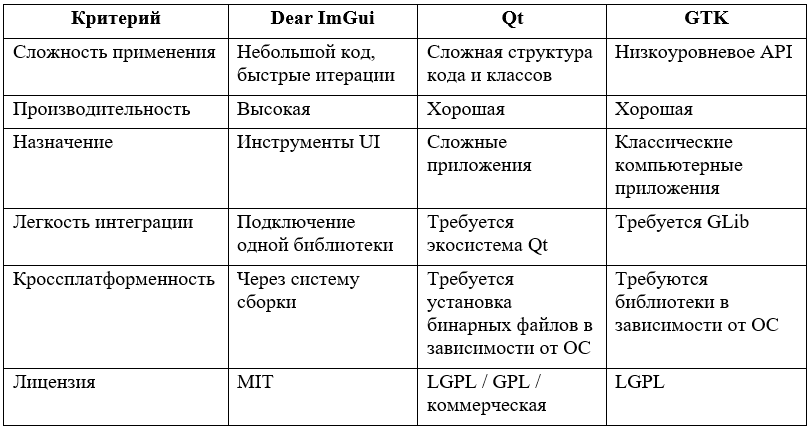 Критерий Dear ImGui Qt GTK
Сложность применения Небольшой код, Сложная структура Низкоуровневое API
быстрые итерации кода и классов
Производительность Высокая Хорошая Хорошая
Назначение Инструменты UI Сложные Классические
приложения компьютерные
приложения
Легкость интеграции Подключение Требуется Требуется GLib
одной библиотеки экосистема Qt
Кроссплатформенность Через систему Требуется Требуются
сборки установка библиотеки в
бинарных файлов в зависимости от ОС
зависимости от ОС
Лицензия MIT LGPL / GPL / LGPL
коммерческая